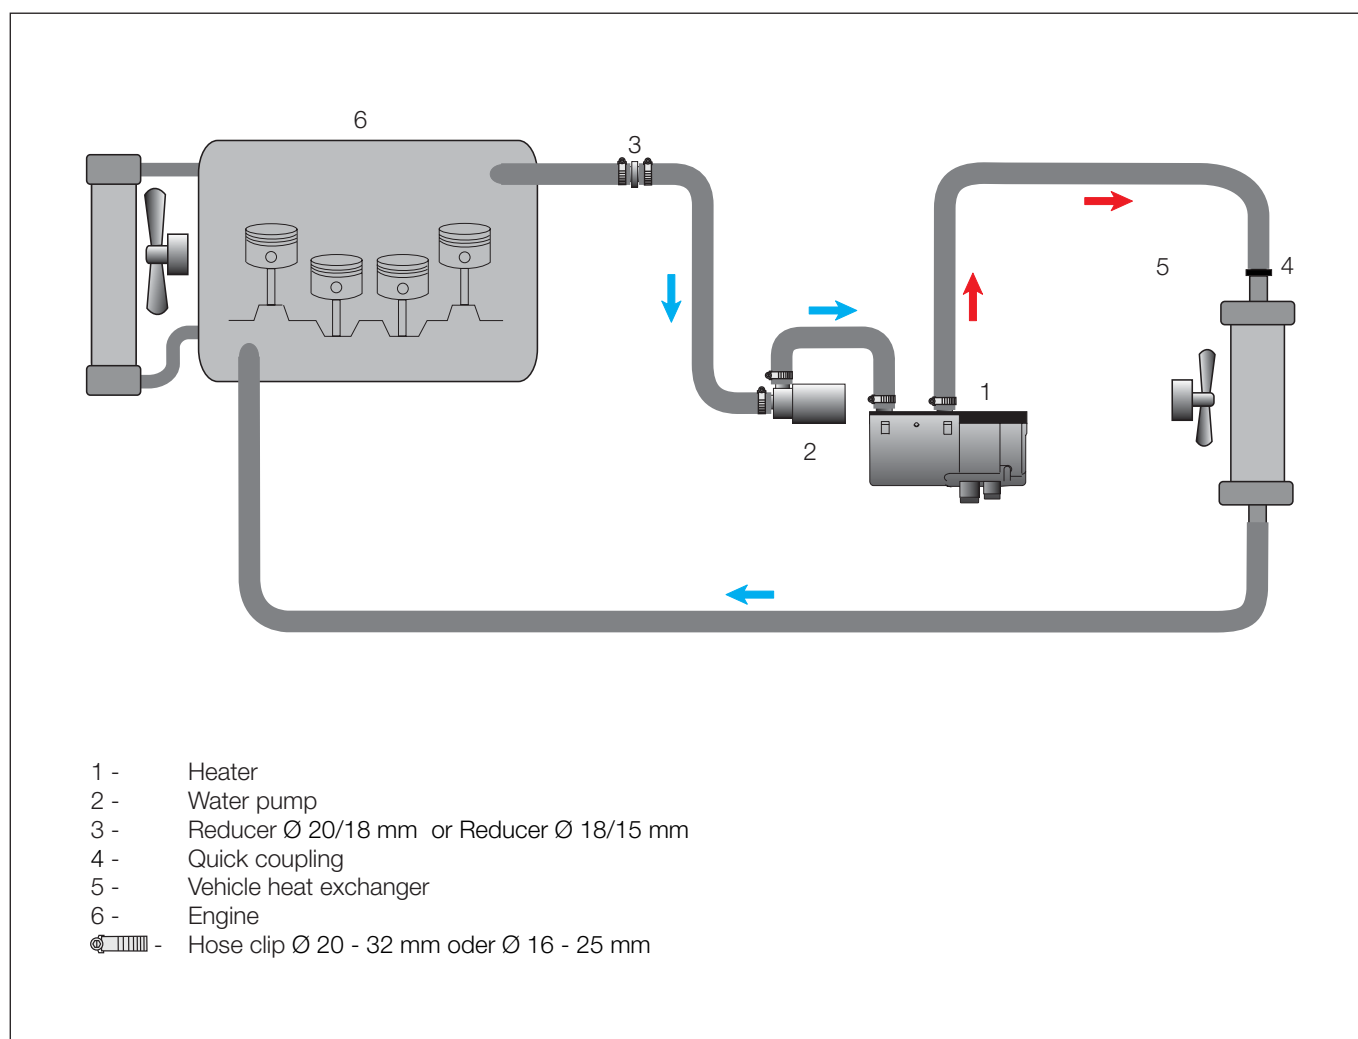 6
3
5
4
1
2
1 - Heater
2 - Water pump
3 - Reducer Ø 20/18 mm or Reducer Ø 18/15 mm
4 - Quick coupling
5 - Vehicle heat exchanger
6 - Engine
- Hose clip Ø 20 - 32 mm oder Ø 16 - 25 mm